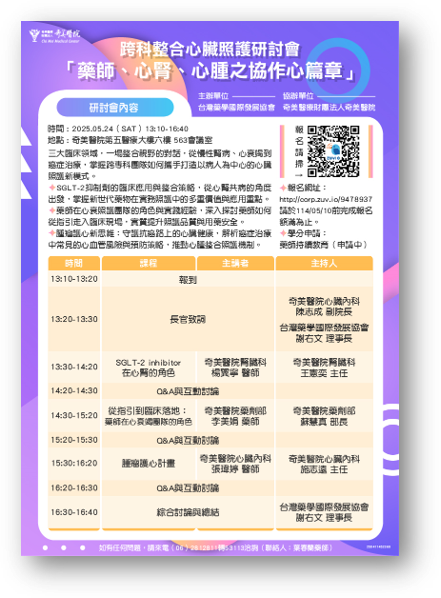 奇美醫院
Chi Mei Medical Center
跨科整合心臟照護研討會
「藥師、心腎、心腫之協作心篇章」
主辦單位 協辦單位
台灣藥學國際發展協會 奇美醫療財團法人奇美醫院
研討會內容
時間：2025.05.24（SAT）13:10-16:40
地點：奇美醫院第五醫療大樓六樓 563會議室
三大臨床領域，一場整合視野的對話，從慢性腎病、心衰竭到
癌症治療，掌握跨專科團隊如何攜手打造以病人為中心的心臟
照護新模式。
SGLT-2抑制劑的臨床應用與整合策略，從心腎共病的角度
出發，掌握新世代藥物在實務照護中的多重價值與應用重點。
藥師在心衰照護團隊的角色與實踐經驗，深入探討藥師如何
從指引走入臨床現場，實質提升照護品質與用藥安全。
腫瘤護心新思維：守護抗癌路上的心臟健康，解析癌症治療
中常見的心血管風險與預防策略，推動心腫整合照護機制。
報名請掃→
報名網址：
http://corp.zuv.io/9478937
請於114/05/10前完成報名
額滿為止。
學分申請：
藥師持續教育（申請中）
時間 課程 主講者 主持人
13:10-13:20 報到
13:20-13:30 長官致詞 奇美醫院心臟內科
陳志成 副院長
台灣藥學國際發展協會
謝右文 理事長
13:30-14:20 SGLT-2 inhibitor
在心腎的角色 奇美醫院腎臟科
楊寶寧 醫師 奇美醫院腎臟科
王憲奕 主任
14:20-14:30 Q&A與互動討論
14:30-15:20 從指引到臨床落地：
藥師在心衰竭團隊的角色 奇美醫院藥劑部
李美娟 藥師 奇美醫院藥劑部
蘇慧真 部長
15:20-15:30 Q&A與互動討論
15:30-16:20 腫瘤護心計畫 奇美醫院心臟內科
張瑋婷 醫師 奇美醫院心臟內科
施志遠 主任
16:20-16:30 Q&A與互動討論
16:30-16:40 綜合討論與總結 台灣藥學國際發展協會
謝右文 理事長
如有任何問題，請來電（06）2812811轉53113洽詢（聯絡人：葉春蘭藥師）